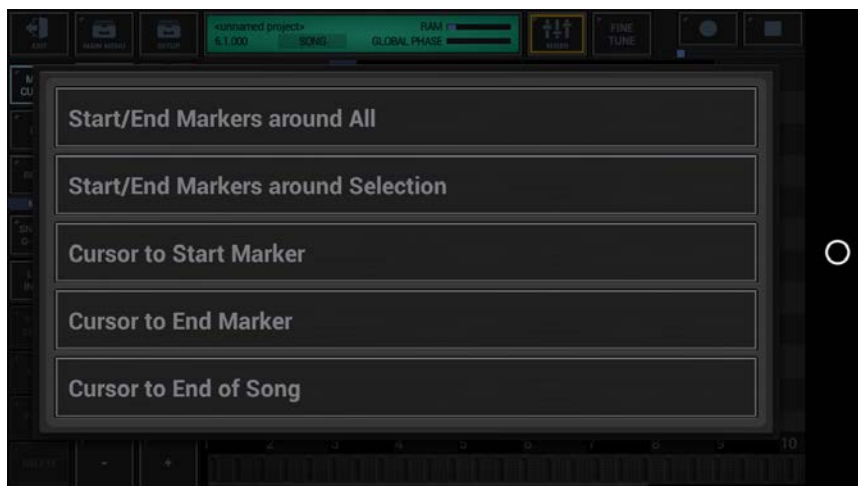 EXIT
MAIN MENU
SETUP
<unnamed project>
RAM
6.1.000
SONG
GLOBAL PHASE
MIXER
FINE
TUNE
Start/End Markers around All
Start/End Markers around Selection
Cursor to Start Marker
Cursor to End Marker
Cursor to End of Song
DELETE
-
+
1 2 3 4 5 6 7 8 9 10